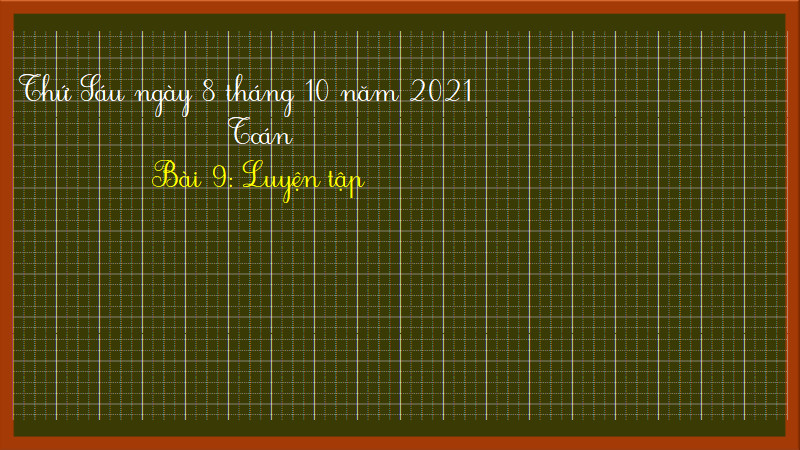 Thứ Sáu ngày 8 tháng 10 năm 2021
Toán
Bài 9: Luyện tập